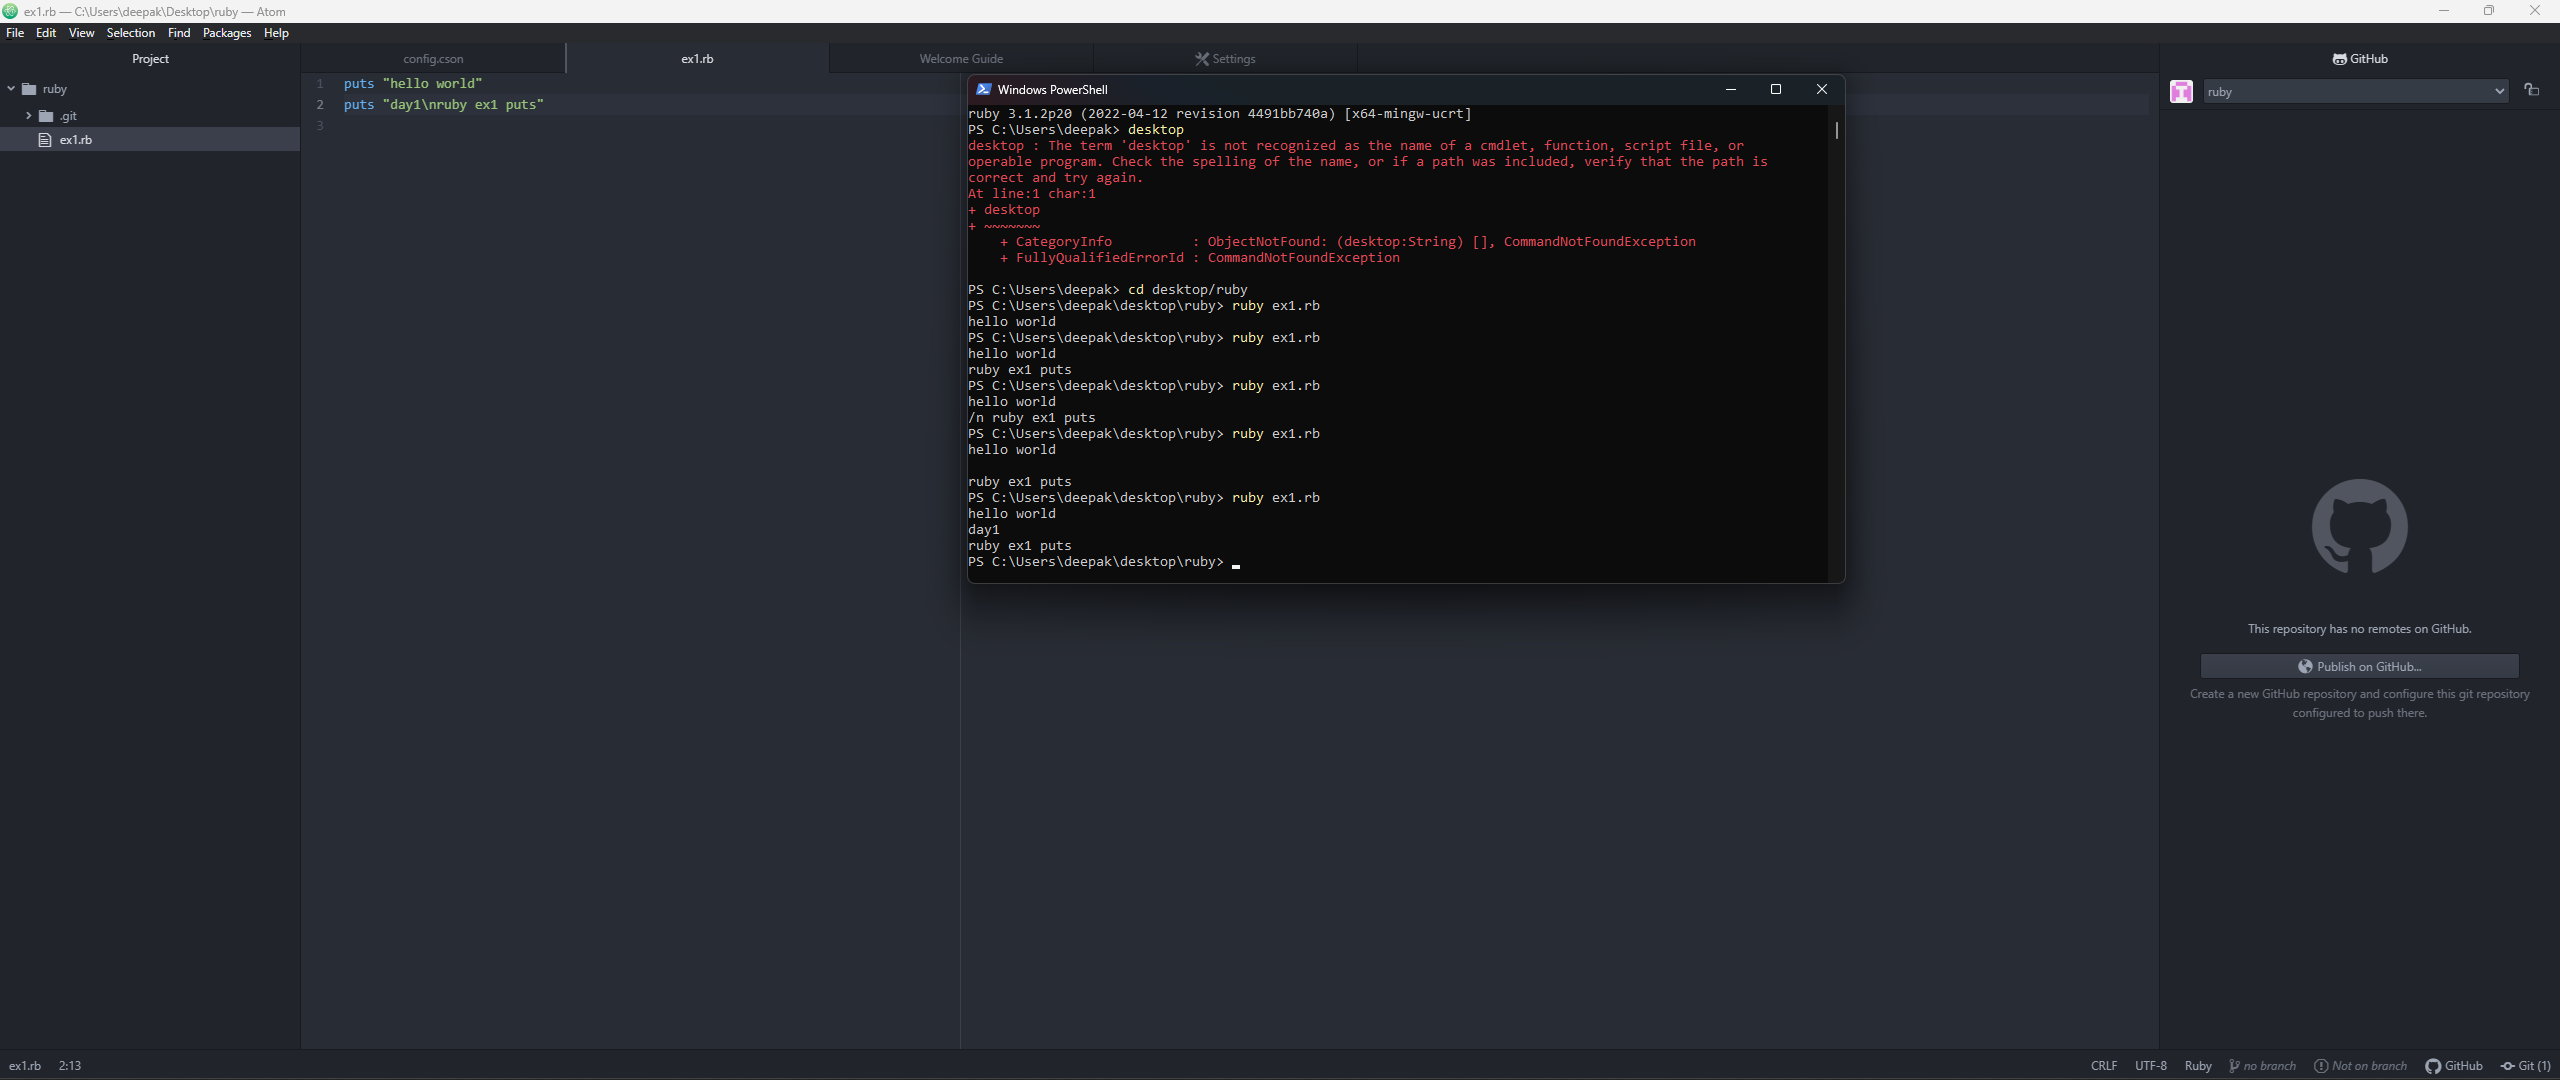 ex1.rb — C:\Users\deepak\Desktop\ruby — Atom
File Edit View Selection Find Packages Help
Project
ruby
.git
ex1.rb
config.cson ex1.rb Welcome Guide Settings
1 puts "hello world"
2 puts "day1\nruby ex1 puts"
3
Windows PowerShell
ruby 3.1.2p20 (2022-04-12 revision 4491bb740a) [x64-mingw-ucrt]
PS C:\Users\deepak> desktop
desktop : The term 'desktop' is not recognized as the name of a cmdlet, function, script file, or
operable program. Check the spelling of the name, or if a path was included, verify that the path is
correct and try again.
At line:1 char:1
+ desktop
+ ~~~~~~~
    + CategoryInfo          : ObjectNotFound: (desktop:String) [], CommandNotFoundException
    + FullyQualifiedErrorId : CommandNotFoundException
PS C:\Users\deepak> cd desktop/ruby
PS C:\Users\deepak\desktop\ruby> ruby ex1.rb
hello world
PS C:\Users\deepak\desktop\ruby> ruby ex1.rb
hello world
ruby ex1 puts
PS C:\Users\deepak\desktop\ruby> ruby ex1.rb
hello world
/n ruby ex1 puts
PS C:\Users\deepak\desktop\ruby> ruby ex1.rb
hello world
ruby ex1 puts
PS C:\Users\deepak\desktop\ruby> ruby ex1.rb
hello world
day1
ruby ex1 puts
PS C:\Users\deepak\desktop\ruby>
GitHub
ruby
This repository has no remotes on GitHub.
Publish on GitHub...
Create a new GitHub repository and configure this git repository
configured to push there.
ex1.rb 2:13
CRLF UTF-8 Ruby no branch Not on branch GitHub Git (1)